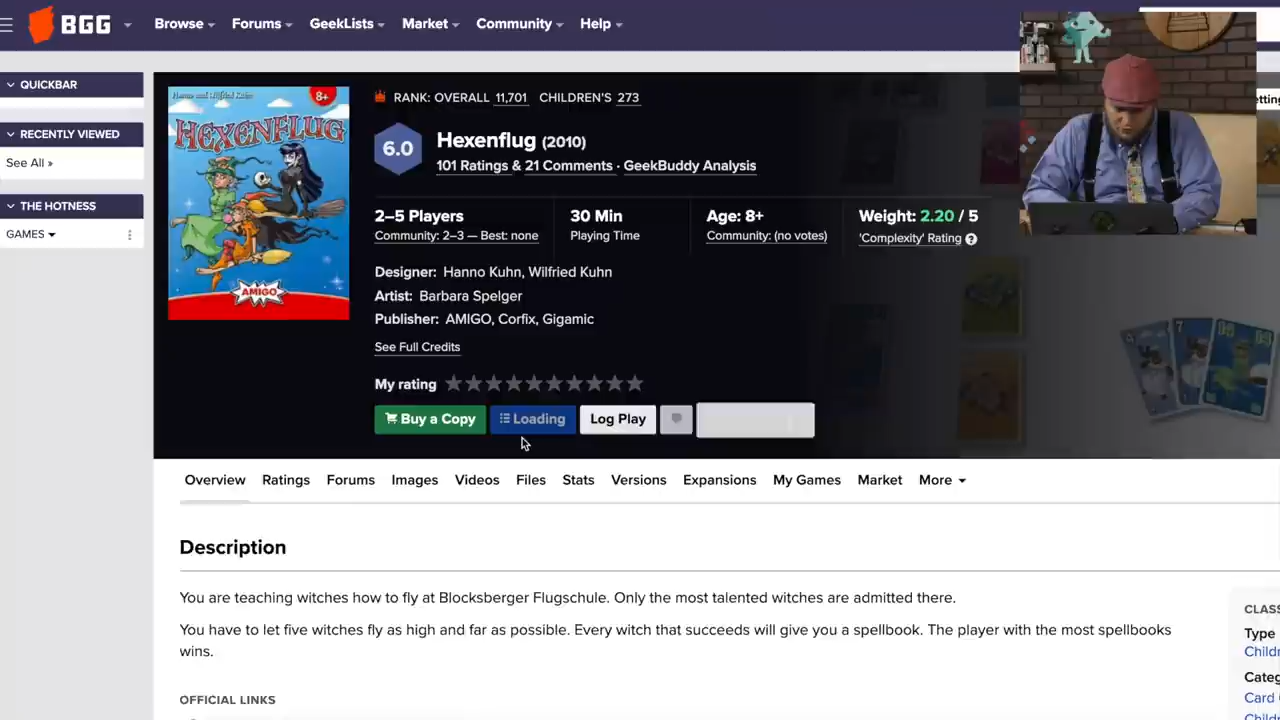 BGG
Browse
Forums
GeekLists
Market
Community
Help
QUICKBAR
RECENTLY VIEWED
See All »
THE HOTNESS
GAMES
Hanno und Wilfried Kuhn
8+
HEXENFLUG
AMIGO
RANK: OVERALL 11,701 CHILDREN'S 273
6.0
Hexenflug (2010)
101 Ratings & 21 Comments · GeekBuddy Analysis
2–5 Players
Community: 2–3 — Best: none
30 Min
Playing Time
Age: 8+
Community: (no votes)
Weight: 2.20 / 5
'Complexity' Rating
Designer: Hanno Kuhn, Wilfried Kuhn
Artist: Barbara Spelger
Publisher: AMIGO, Corfix, Gigamic
See Full Credits
My rating
Buy a Copy
Loading
Log Play
7
Overview
Ratings
Forums
Images
Videos
Files
Stats
Versions
Expansions
My Games
Market
More
Description
You are teaching witches how to fly at Blocksberger Flugschule. Only the most talented witches are admitted there.
You have to let five witches fly as high and far as possible. Every witch that succeeds will give you a spellbook. The player with the most spellbooks
wins.
OFFICIAL LINKS
CLASS
Type
Childr
Categ
Card
Childr